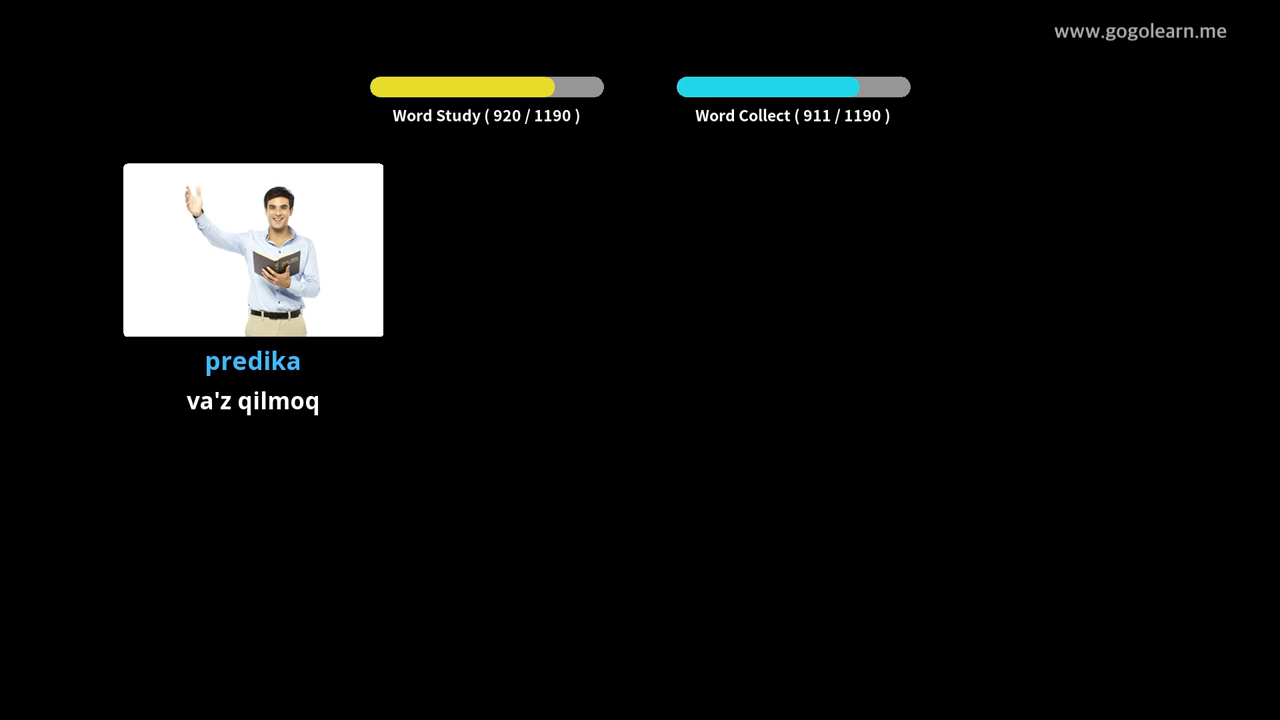 www.gogolearn.me
Word Study ( 920 / 1190 )
Word Collect ( 911 / 1190 )
predika
va'z qilmoq